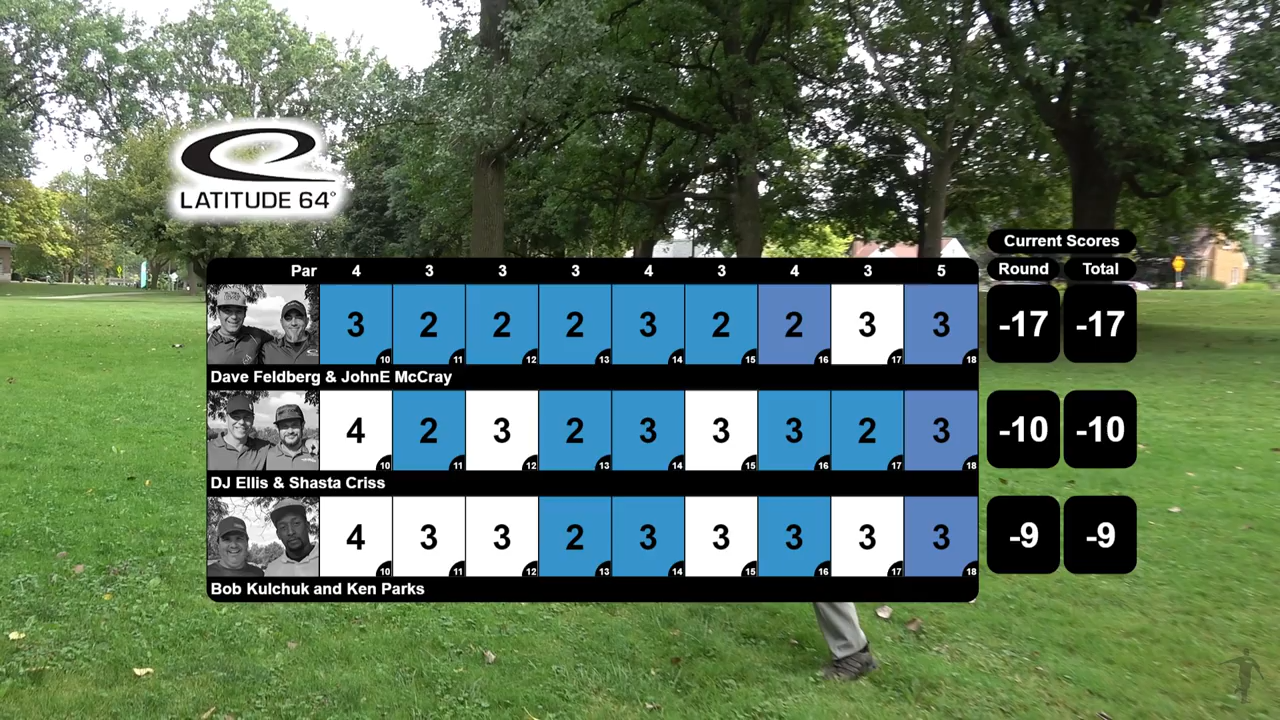 LATITUDE 64°
Current Scores
Par 4 3 3 3 4 3 4 3 5 Round Total
3 2 2 2 3 2 2 3 3 -17 -17
10 11 12 13 14 15 16 17 18
Dave Feldberg & JohnE McCray
4 2 3 2 3 3 3 2 3 -10 -10
10 11 12 13 14 15 16 17 18
DJ Ellis & Shasta Criss
4 3 3 2 3 3 3 3 3 -9 -9
10 11 12 13 14 15 16 17 18
Bob Kulchuk and Ken Parks